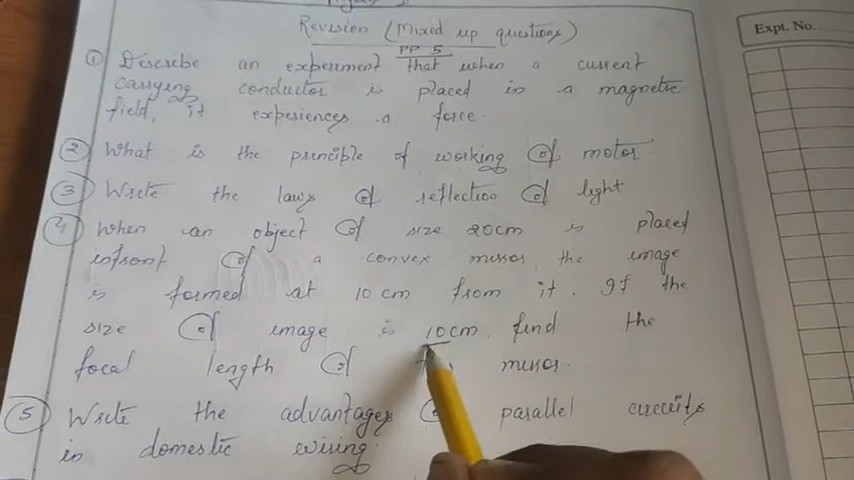 Revision (Mixed up questions)
PP 5
① Describe an experiment that when a current
carrying conductor is placed in a magnetic
field, it experiences a force.
② What is the principle of working of motor
③ Write the laws of reflection of light
④ When an object of size 20cm is placed
infront of a convex mirror, the image
is formed at 10 cm from it. If the
size of image is 10cm. find the
focal length of mirror.
⑤ Write the advantages parallel circuits
in domestic wiring.
Expt. No.